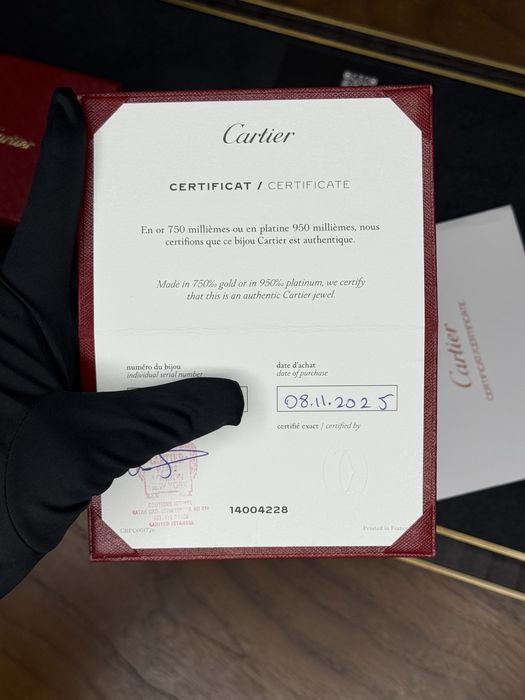 Cartier
CERTIFICAT / CERTIFICATE
En or 750 millièmes ou en platine 950 millièmes, nous
certifions que ce bijou Cartier est authentique.
Made in 750‰ gold or in 950‰ platinum, we certify
that this is an authentic Cartier jewel.
numéro du bijou
individual serial number
date d'achat
date of purchase
08.11.2025
certifié exact / certified by
14004228
Printed in France
Cartier
CERTIFICAT/CERTIFICATE
Cartier